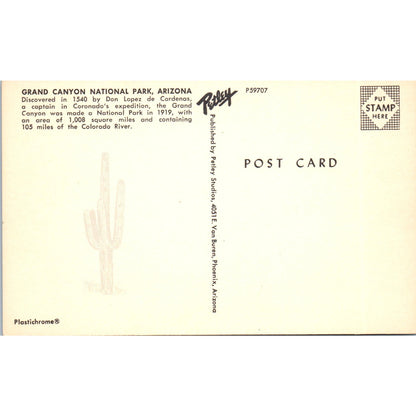 GRAND CANYON NATIONAL PARK, ARIZONA
Discovered in 1540 by Don Lopez de Cardenas,
a captain in Coronado's expedition, the Grand
Canyon was made a National Park in 1919, with
an area of 1,008 square miles and containing
105 miles of the Colorado River.
Petley
P59707
PUT
STAMP
HERE
Published by Petley Studios, 4051 E. Van Buren, Phoenix, Arizona
POST CARD
Plastichrome®